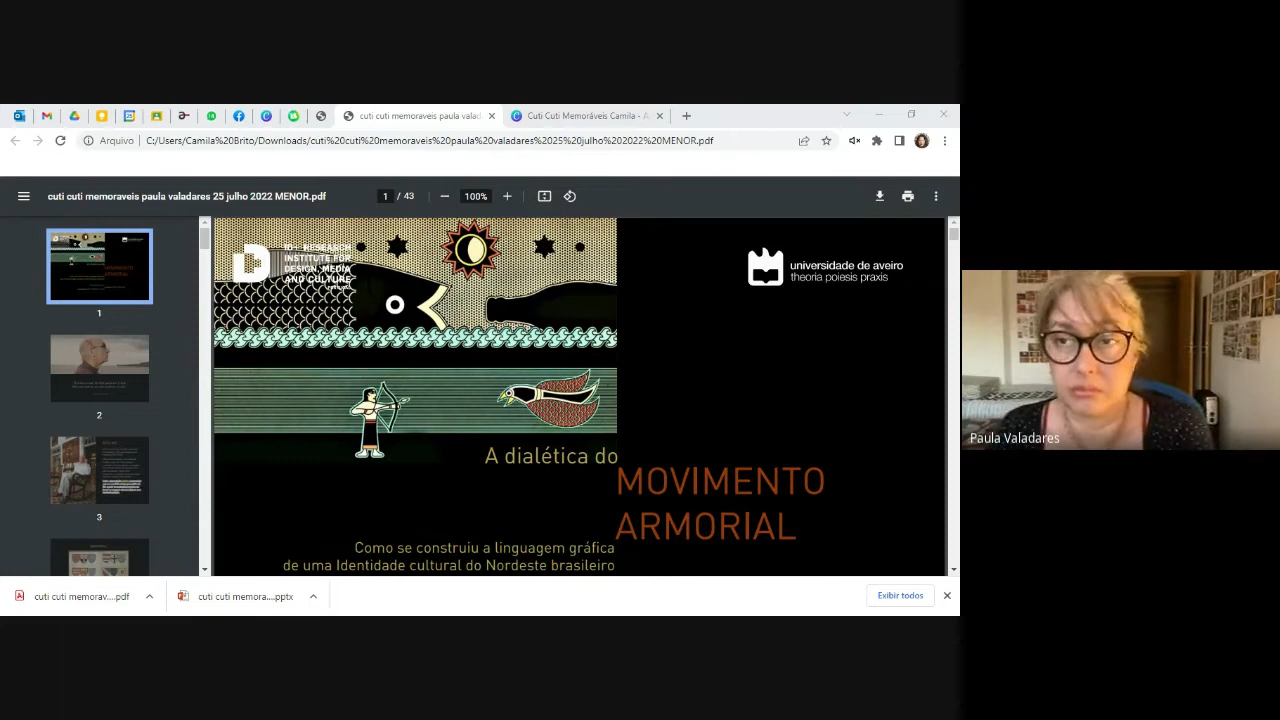 cuti cuti memoraveis paula valad
Cuti Cuti Memoráveis Camila - A
Arquivo
C:/Users/Camila%20Brito/Downloads/cuti%20cuti%20memoraveis%20paula%20valadares%2025%20julho%202022%20MENOR.pdf
cuti cuti memoraveis paula valadares 25 julho 2022 MENOR.pdf
1 / 43
100%
1
2
3
ID+ RESEARCH
INSTITUTE FOR
DESIGN, MEDIA
AND CULTURE
universidade de aveiro
theoria poiesis praxis
A dialética do
MOVIMENTO
ARMORIAL
Como se construiu a linguagem gráfica
de uma Identidade cultural do Nordeste brasileiro
Paula Valadares
cuti cuti memorav....pdf
cuti cuti memora....pptx
Exibir todos